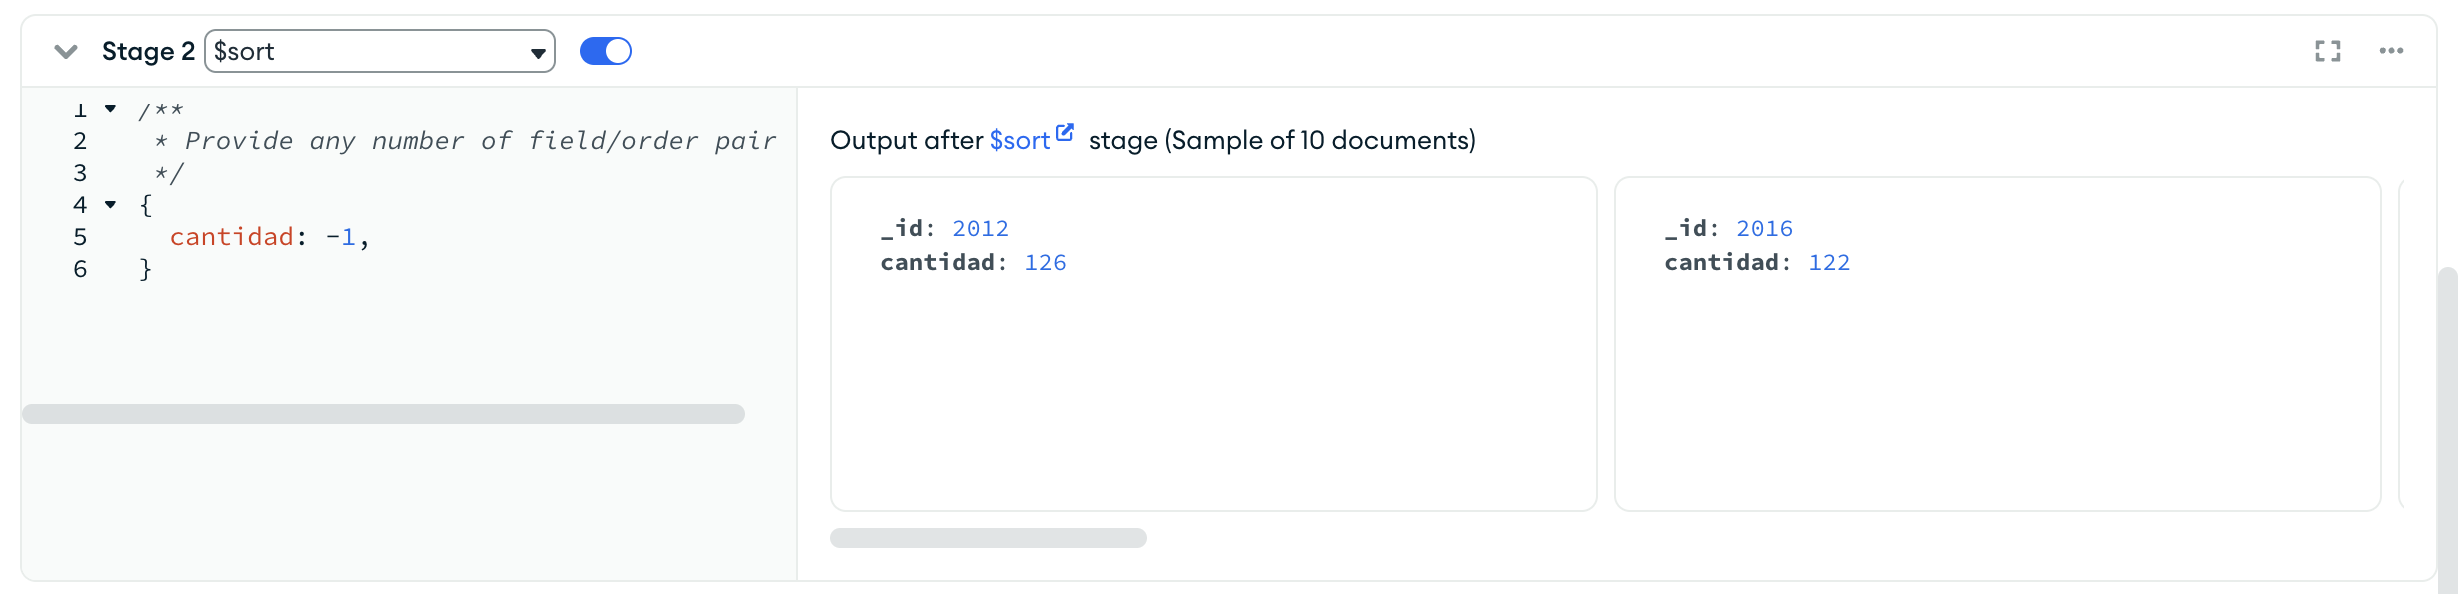 Stage 2 $sort
1 /**
2 * Provide any number of field/order pair
3 */
4 {
5 cantidad: -1,
6 }
Output after $sort stage (Sample of 10 documents)
_id: 2012
cantidad: 126
_id: 2016
cantidad: 122